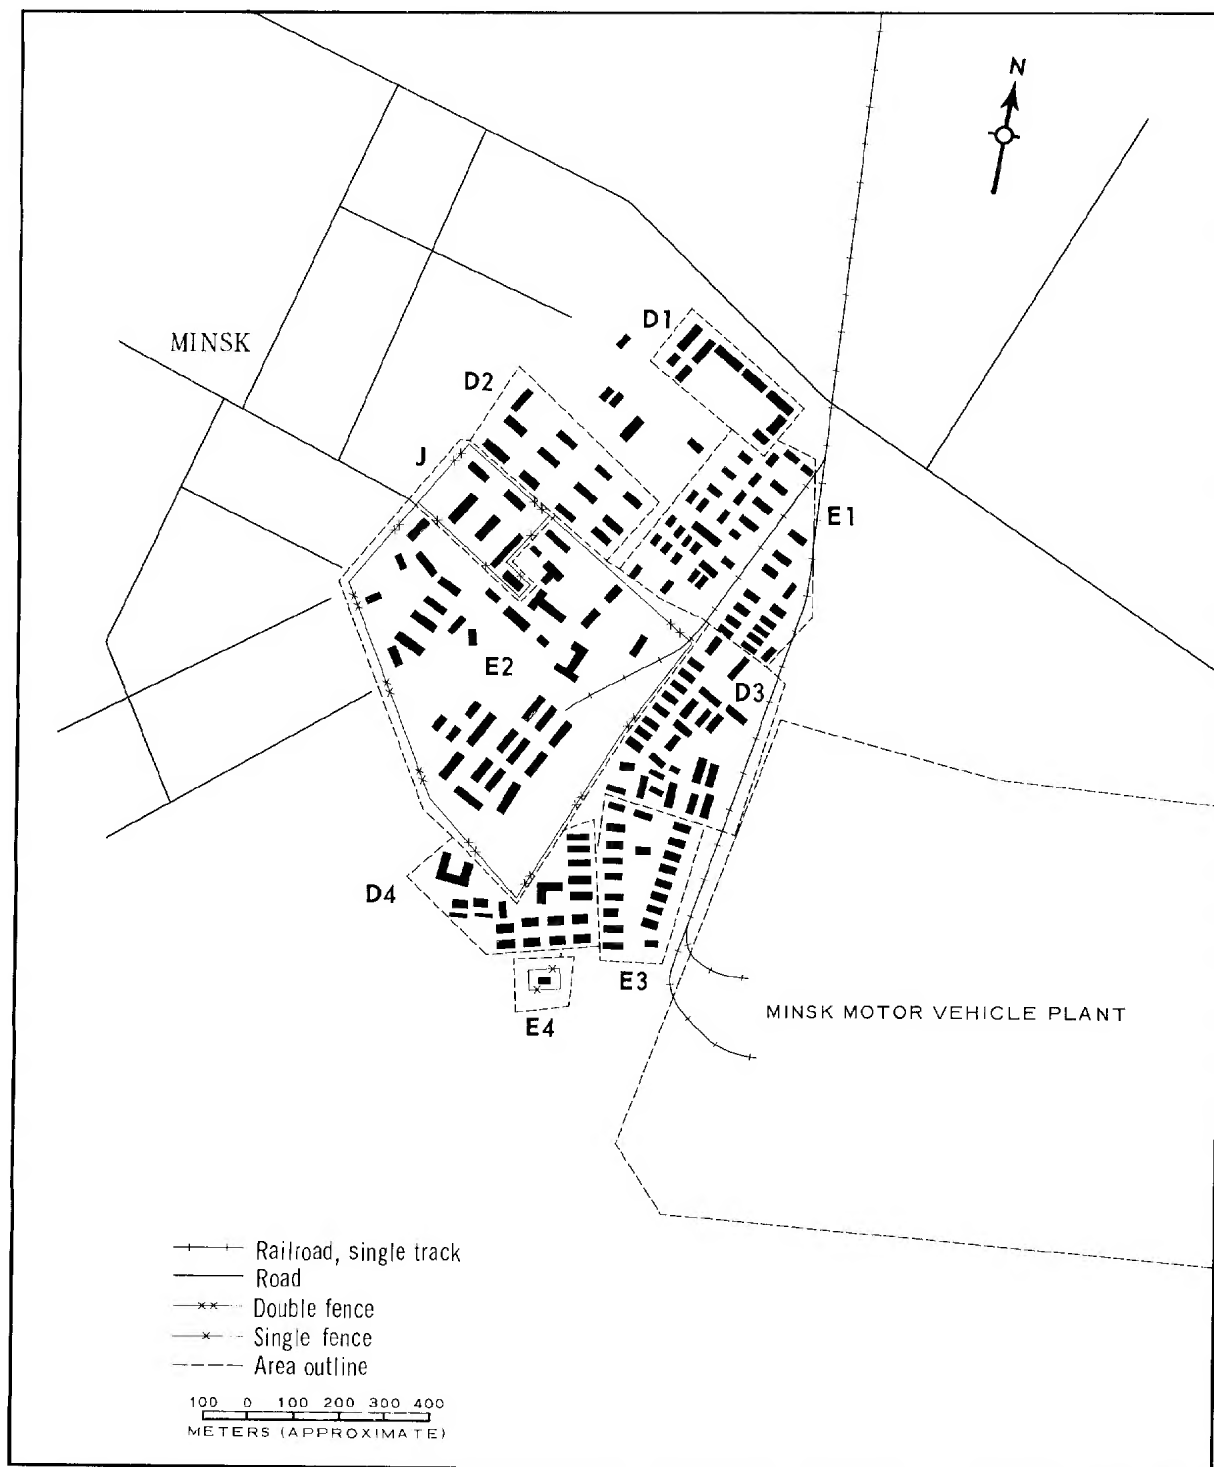 N
D1
MINSK
D2
J
E1
E2
D3
D4
E3
E4
MINSK MOTOR VEHICLE PLANT
Railroad, single track
Road
Double fence
Single fence
Area outline
100 0 100 200 300 400
METERS (APPROXIMATE)